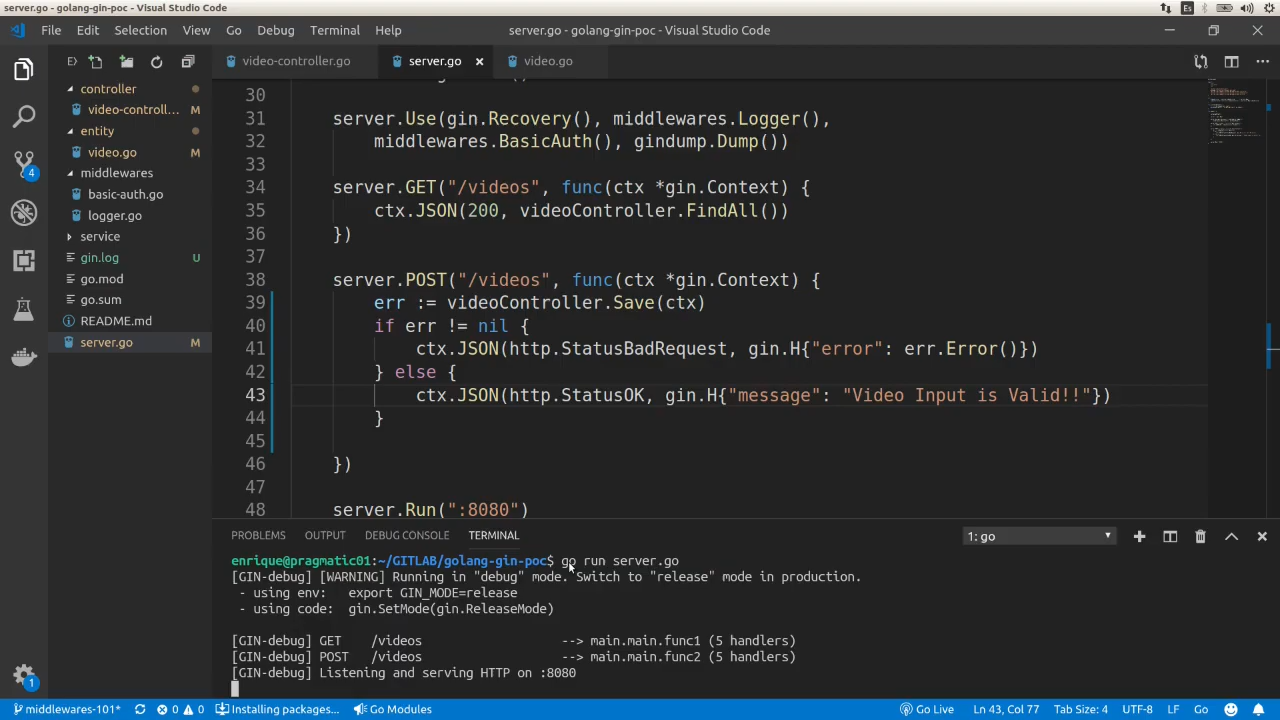 server.go - golang-gin-poc - Visual Studio Code
Es
File Edit Selection View Go Debug Terminal Help
server.go - golang-gin-poc - Visual Studio Code
video-controller.go
server.go
video.go
controller
video-controll... M
entity
video.go M
middlewares
basic-auth.go
logger.go
service
gin.log U
go.mod
go.sum
README.md
server.go M
4
1
30
31 server.Use(gin.Recovery(), middlewares.Logger(),
32 middlewares.BasicAuth(), gindump.Dump())
33
34 server.GET("/videos", func(ctx *gin.Context) {
35 ctx.JSON(200, videoController.FindAll())
36 })
37
38 server.POST("/videos", func(ctx *gin.Context) {
39 err := videoController.Save(ctx)
40 if err != nil {
41 ctx.JSON(http.StatusBadRequest, gin.H{"error": err.Error()})
42 } else {
43 ctx.JSON(http.StatusOK, gin.H{"message": "Video Input is Valid!!"})
44 }
45
46 })
47
48 server.Run(":8080")
PROBLEMS OUTPUT DEBUG CONSOLE TERMINAL
1: go
enrique@pragmatic01:~/GITLAB/golang-gin-poc$ go run server.go
[GIN-debug] [WARNING] Running in "debug" mode. Switch to "release" mode in production.
- using env: export GIN_MODE=release
- using code: gin.SetMode(gin.ReleaseMode)
[GIN-debug] GET /videos --> main.main.func1 (5 handlers)
[GIN-debug] POST /videos --> main.main.func2 (5 handlers)
[GIN-debug] Listening and serving HTTP on :8080
middlewares-101* 0 0 Installing packages... Go Modules Go Live Ln 43, Col 77 Tab Size: 4 UTF-8 LF Go